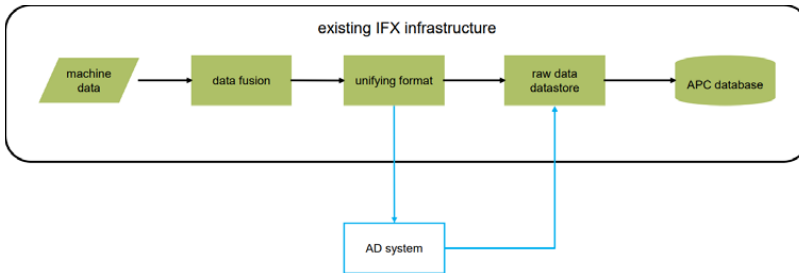 existing IFX infrastructure
machine
data
data fusion
unifying format
raw data
datastore
APC database
AD system